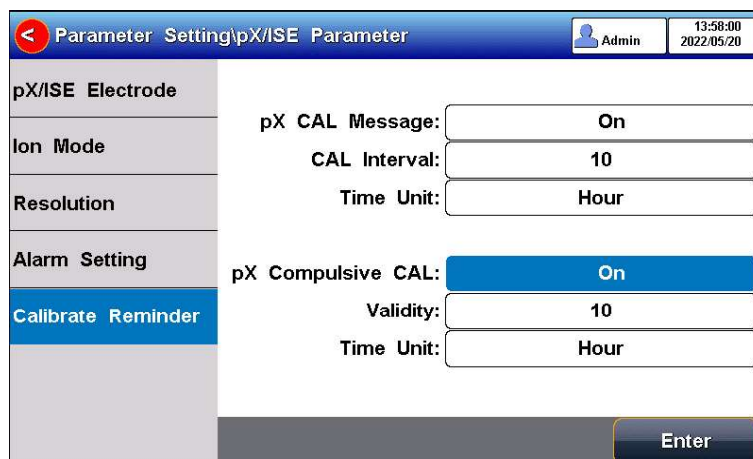 < Parameter Setting\pX/ISE Parameter
Admin
13:58:00
2022/05/20
pX/ISE Electrode
Ion Mode
Resolution
Alarm Setting
Calibrate Reminder
pX CAL Message: On
CAL Interval: 10
Time Unit: Hour
pX Compulsive CAL: On
Validity: 10
Time Unit: Hour
Enter